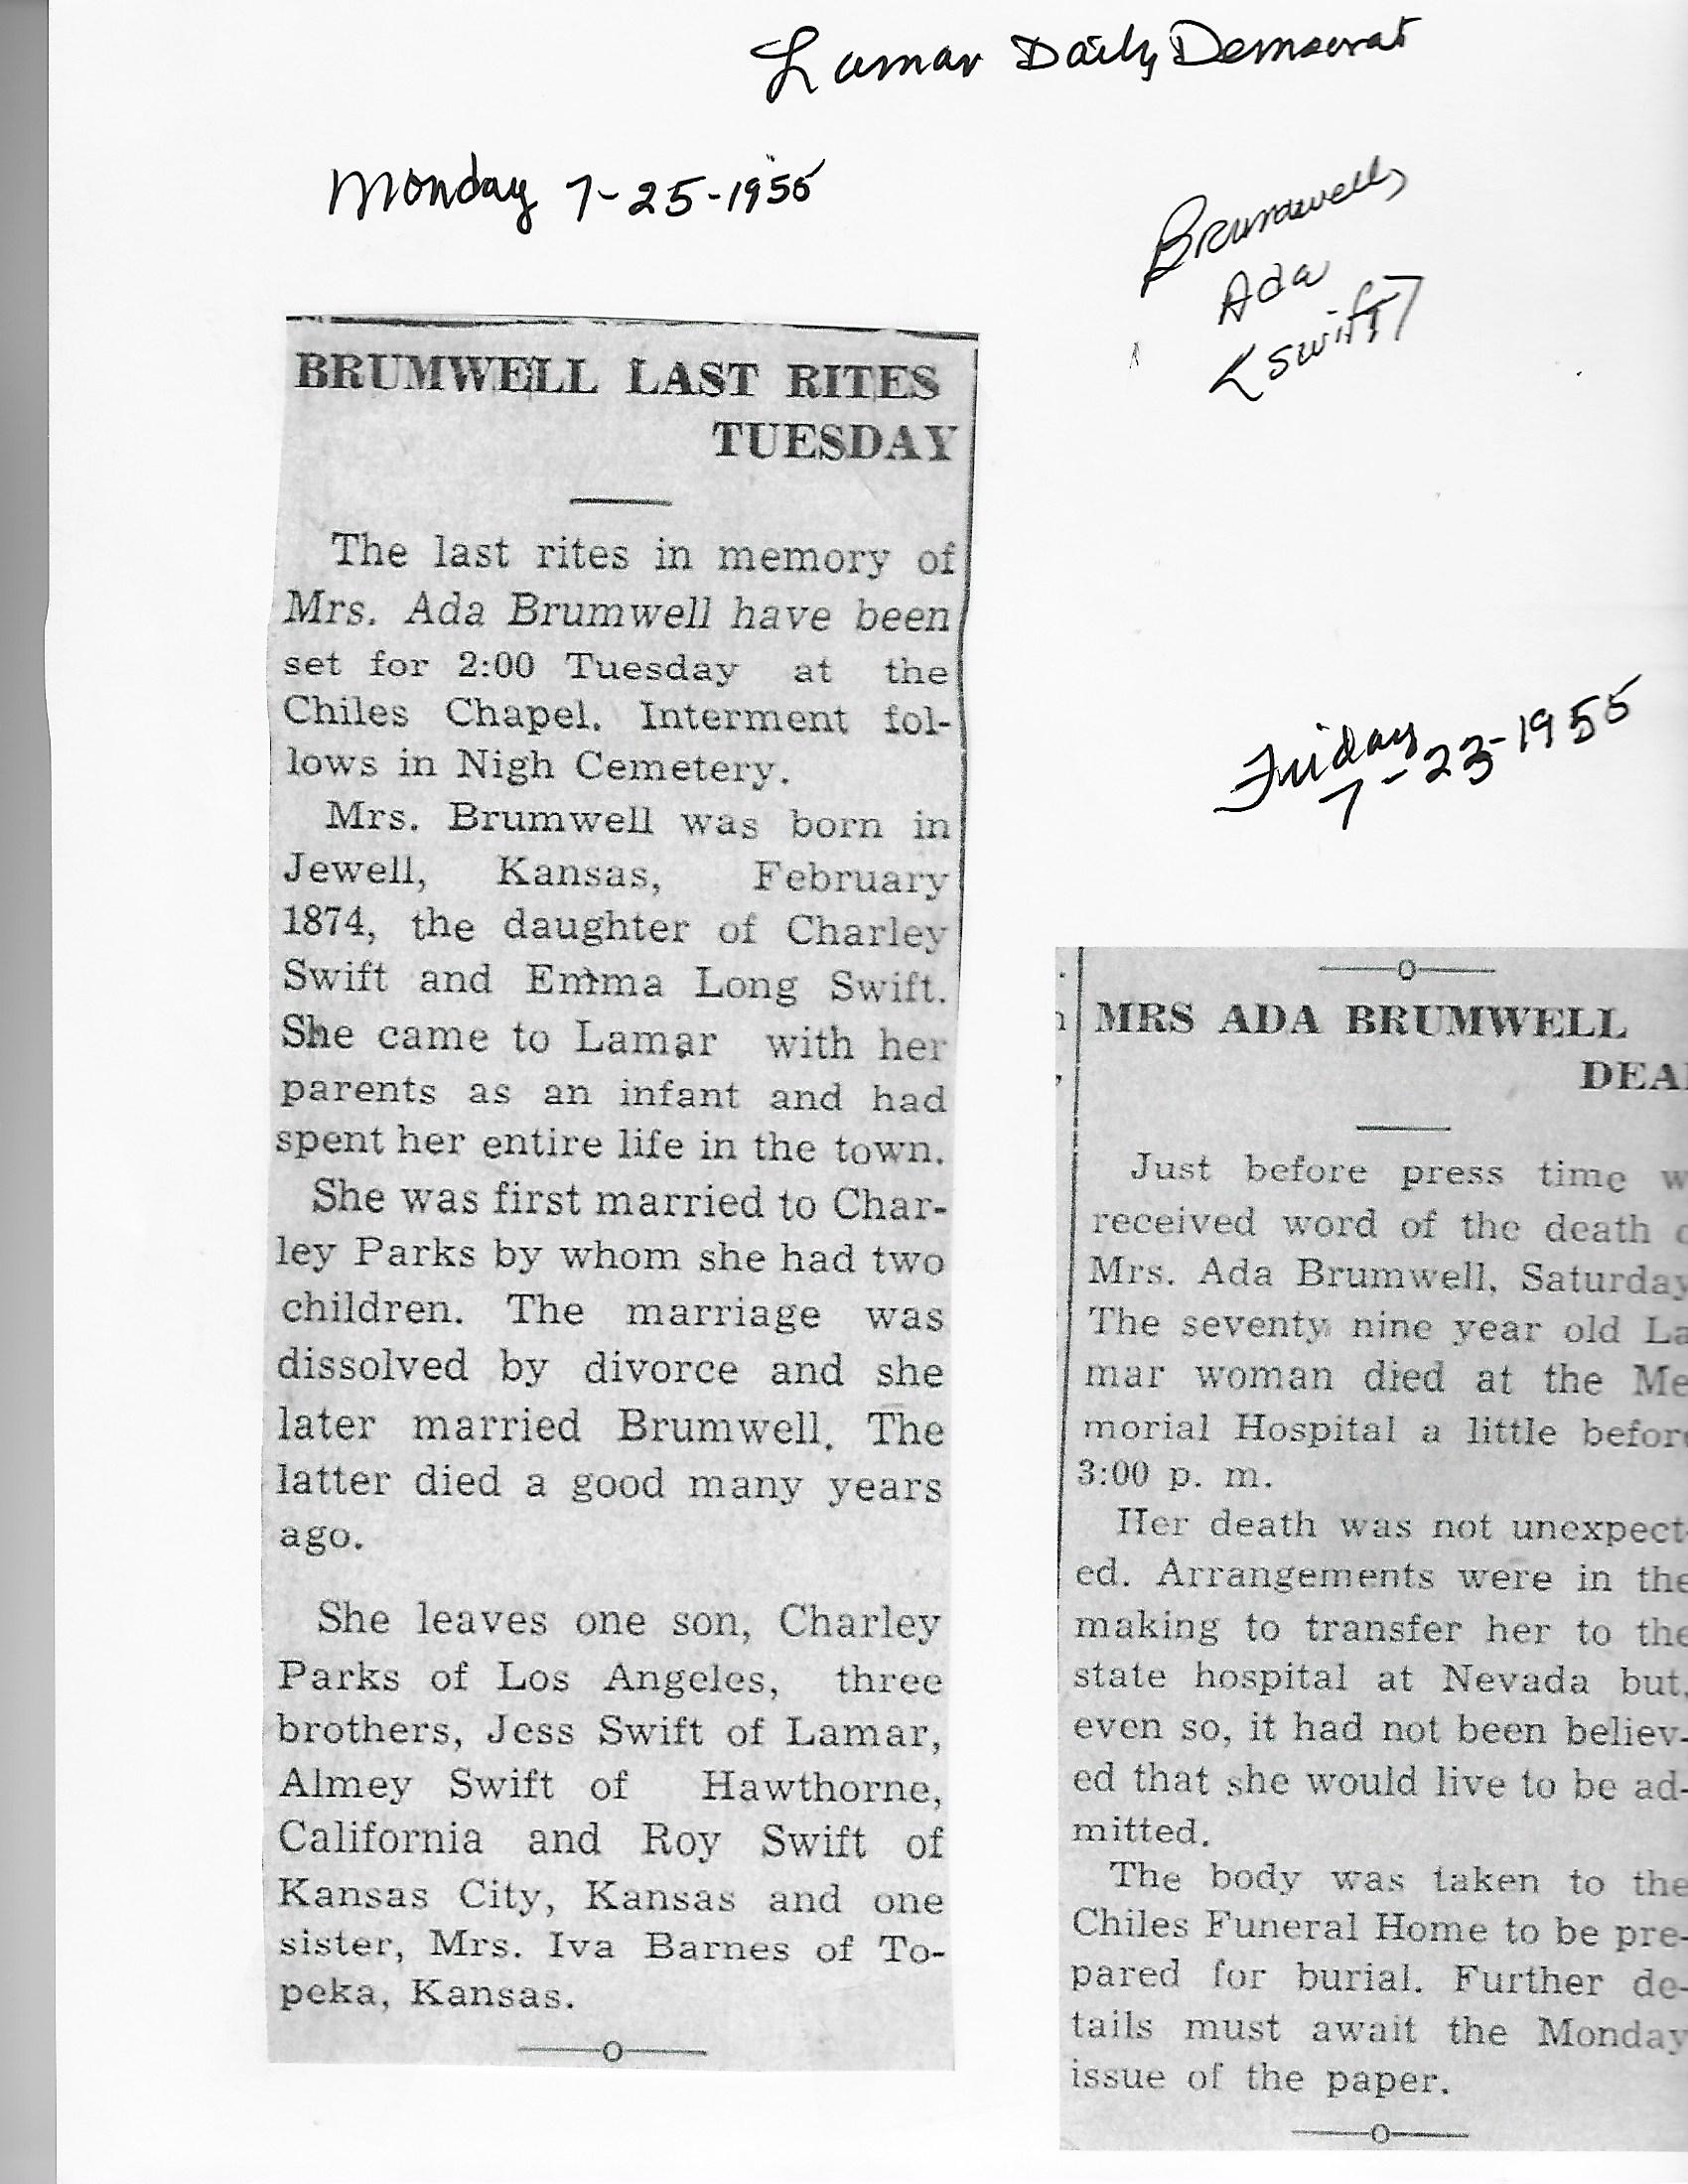 Lamar Daily Democrat
Monday 7-25-1955
Brumwell,
Ada
<Swift>
BRUMWELL LAST RITES
TUESDAY
The last rites in memory of
Mrs. Ada Brumwell have been
set for 2:00 Tuesday at the
Chiles Chapel. Interment fol-
lows in Nigh Cemetery.
Mrs. Brumwell was born in
Jewell, Kansas, February
1874, the daughter of Charley
Swift and Emma Long Swift.
She came to Lamar with her
parents as an infant and had
spent her entire life in the town.
She was first married to Char-
ley Parks by whom she had two
children. The marriage was
dissolved by divorce and she
later married Brumwell. The
latter died a good many years
ago.
She leaves one son, Charley
Parks of Los Angeles, three
brothers, Jess Swift of Lamar,
Almey Swift of Hawthorne,
California and Roy Swift of
Kansas City, Kansas and one
sister, Mrs. Iva Barnes of To-
peka, Kansas.
Friday
7-23-1955
MRS ADA BRUMWELL
DEA
Just before press time w
received word of the death
Mrs. Ada Brumwell, Saturday
The seventy nine year old La
mar woman died at the Me
morial Hospital a little before
3:00 p. m.
Her death was not unexpect-
ed. Arrangements were in the
making to transfer her to the
state hospital at Nevada but,
even so, it had not been believ-
ed that she would live to be ad-
mitted.
The body was taken to the
Chiles Funeral Home to be pre-
pared for burial. Further de-
tails must await the Monday
issue of the paper.